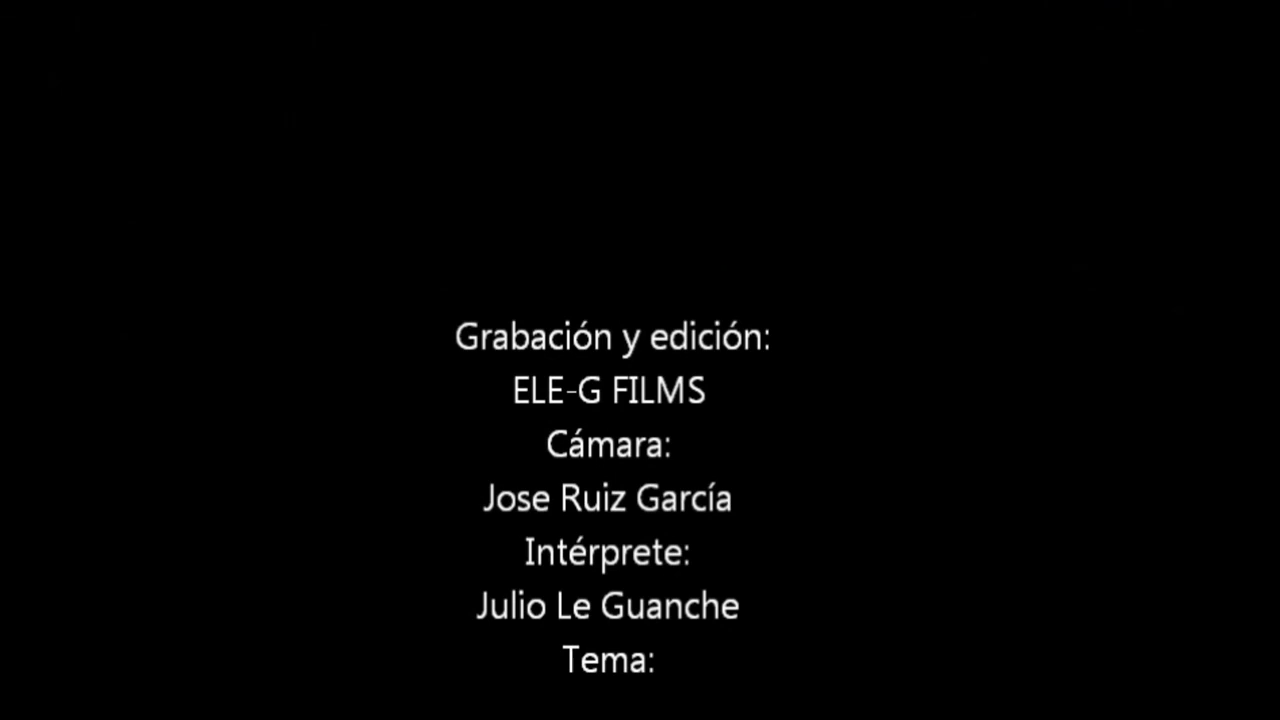 Grabación y edición:
ELE-G FILMS
Cámara:
Jose Ruiz García
Intérprete:
Julio Le Guanche
Tema: